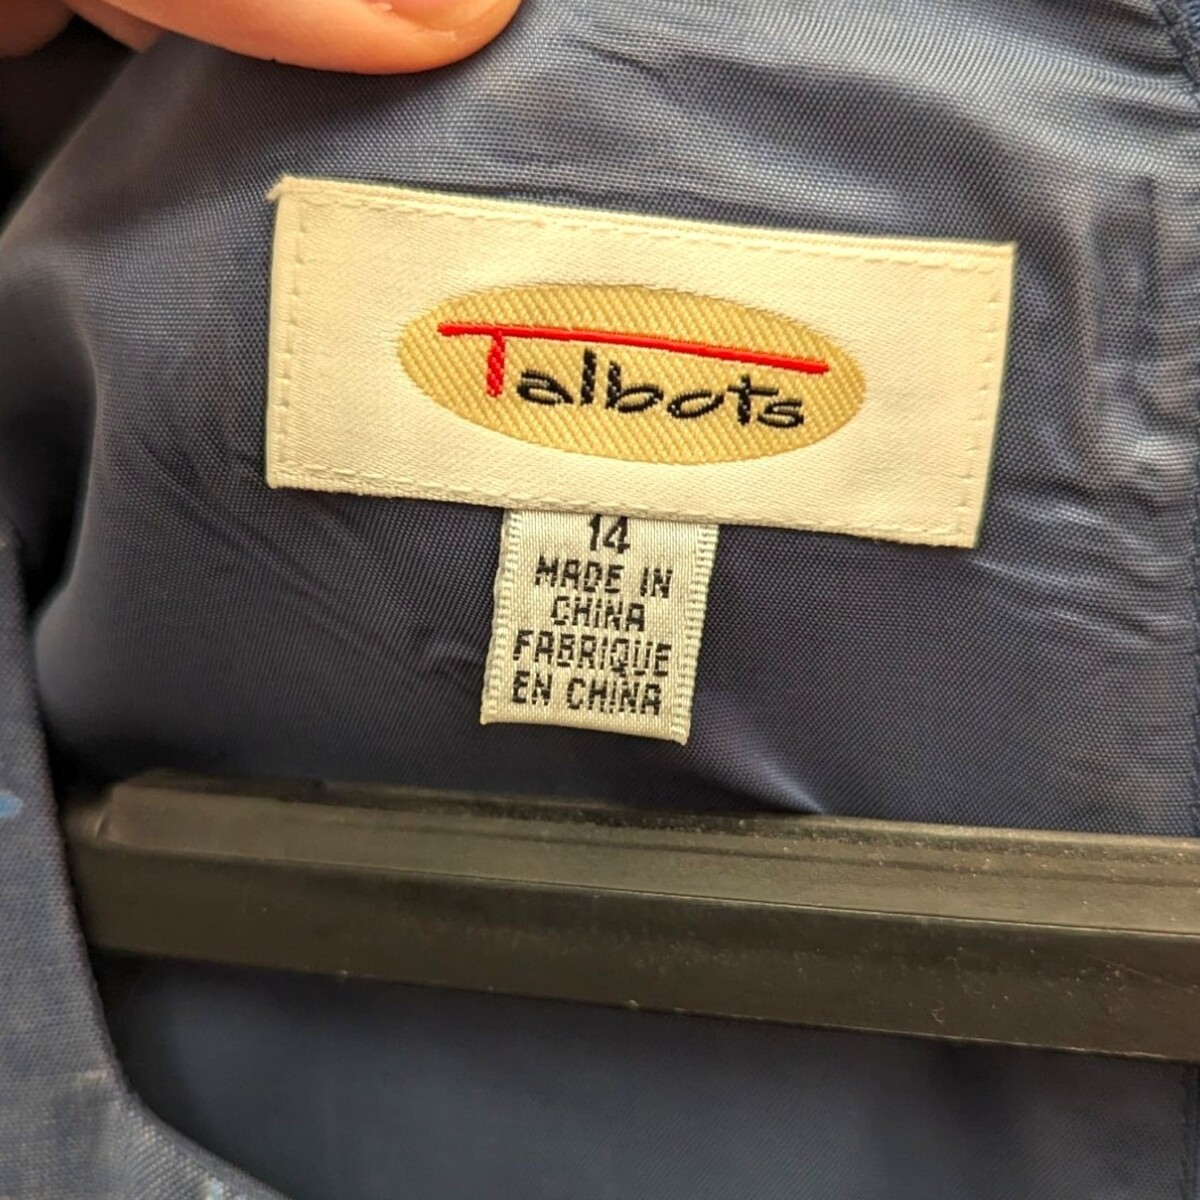 Talbots
14
MADE IN
CHINA
FABRIQUE
EN CHINA